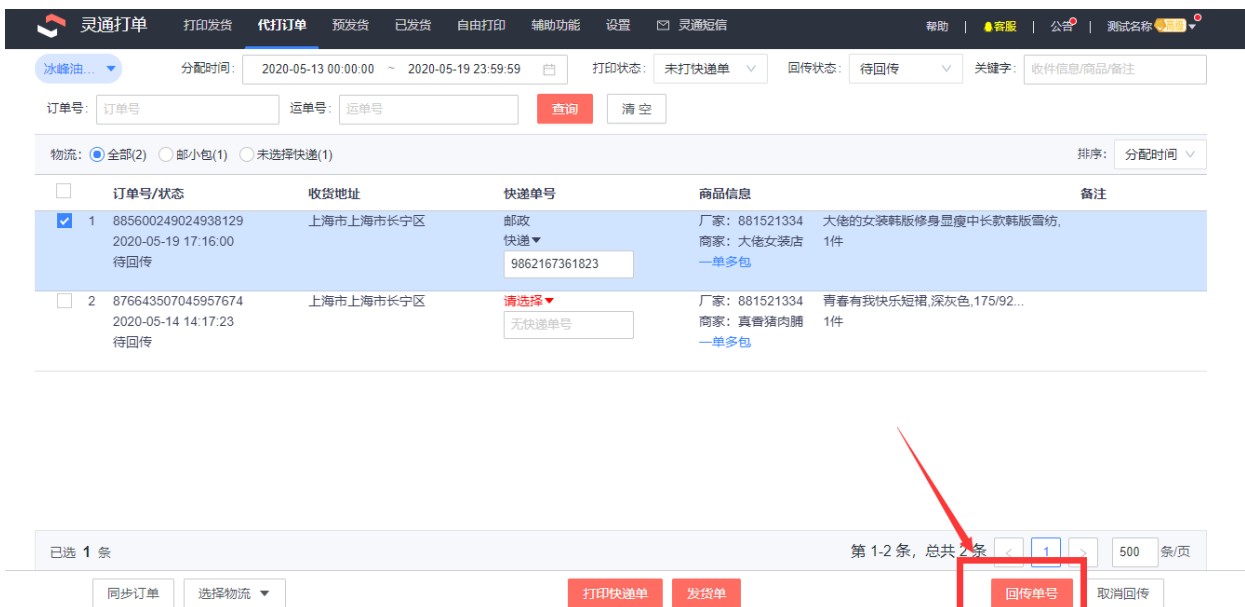 灵通打单 打印发货 代打订单 预发货 已发货 自由打印 辅助功能 设置 灵通短信 帮助 | 客服 | 公告 | 测试名称
冰峰油... 分配时间: 2020-05-13 00:00:00 ~ 2020-05-19 23:59:59 打印状态: 未打快递单 回传状态: 待回传 关键字: 收件信息/商品/备注
订单号: 订单号 运单号: 运单号 查询 清空
物流: 全部(2) 邮小包(1) 未选择快递(1) 排序: 分配时间
订单号/状态 收货地址 快递单号 商品信息 备注
1 885600249024938129 上海市上海市长宁区 邮政 厂家: 881521334 大佬的女装韩版修身显瘦中长款韩版雪纺,
2020-05-19 17:16:00 快递 商家: 大佬女装店 1件
待回传 9862167361823 一单多包
2 876643507045957674 上海市上海市长宁区 请选择 厂家: 881521334 青春有我快乐短裙,深灰色,175/92...
2020-05-14 14:17:23 无快递单号 商家: 真香猪肉脯 1件
待回传 一单多包
已选 1 条 第 1-2 条, 总共 2 条 < 1 > 500 条/页
同步订单 选择物流 打印快递单 发货单 回传单号 取消回传